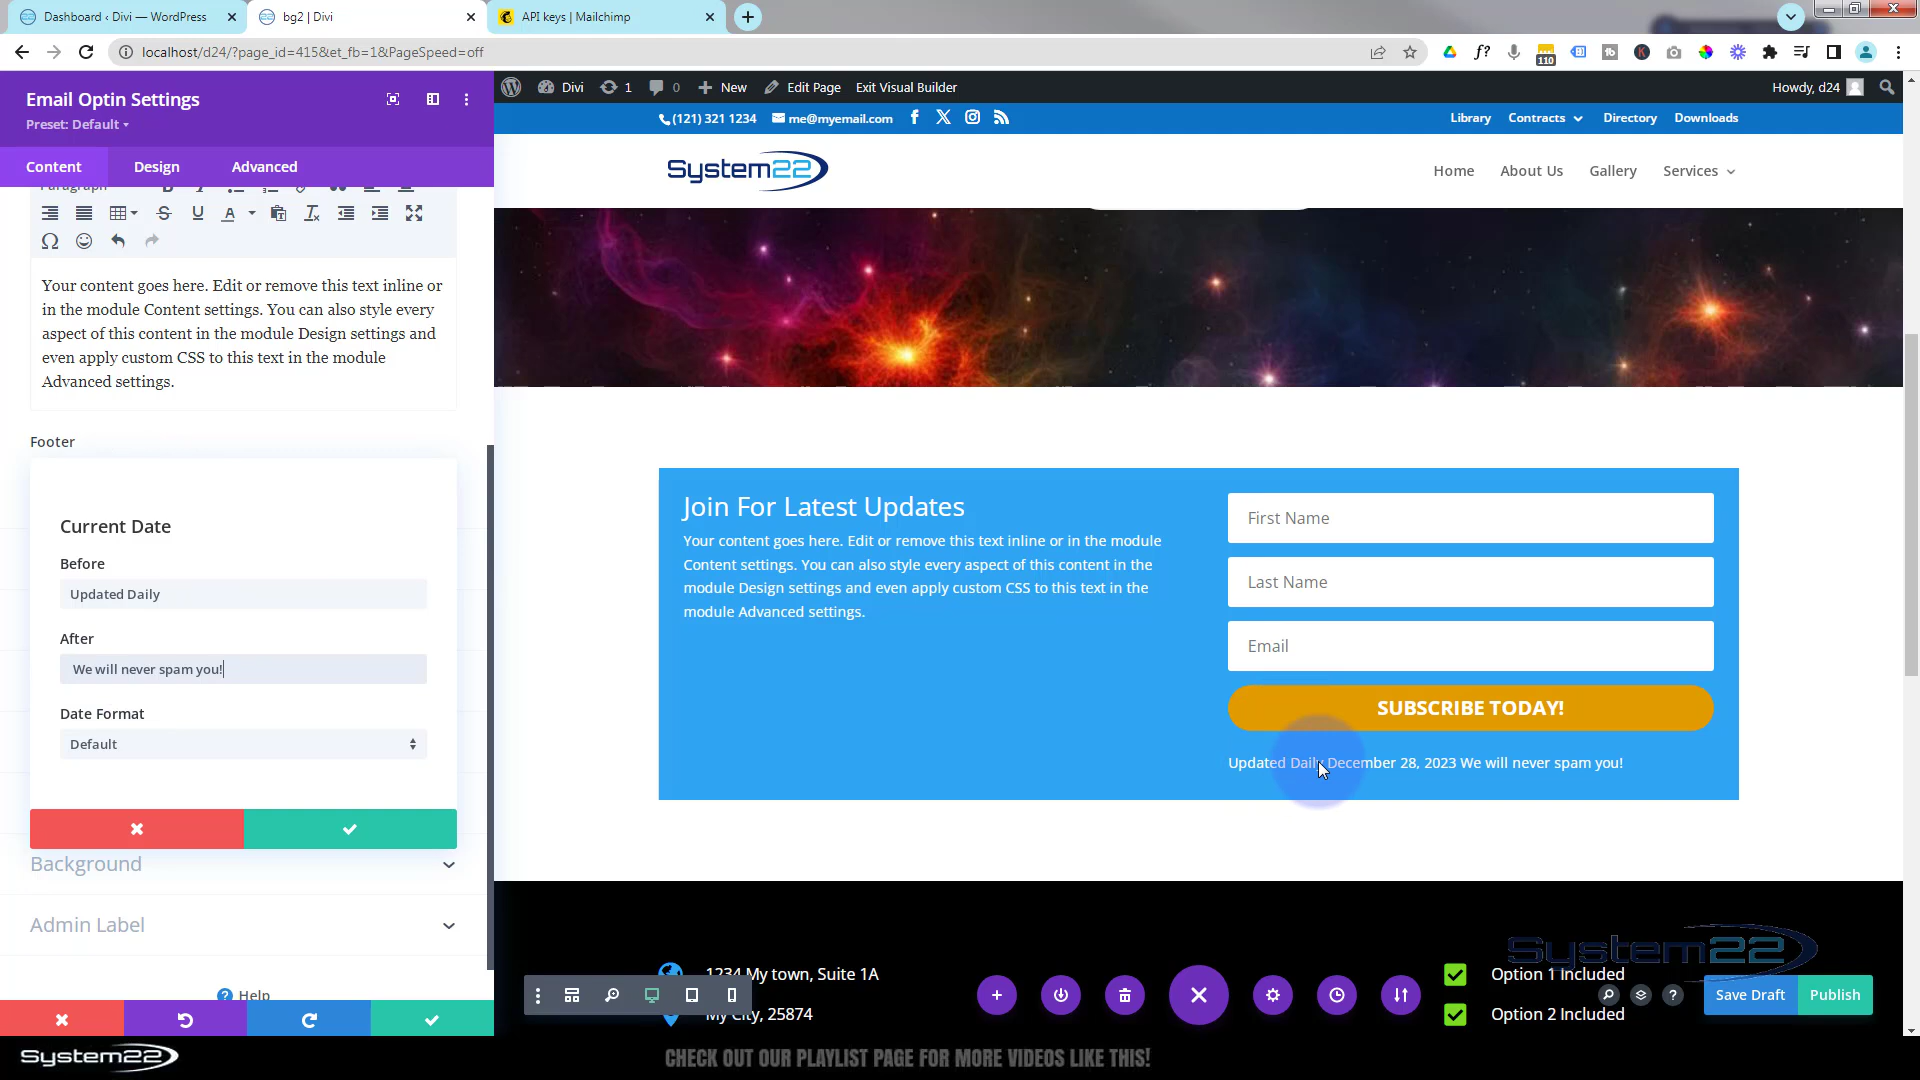 Dashboard ‹ Divi — WordPress
bg2 | Divi
API keys | Mailchimp
localhost/d24/?page_id=415&et_fb=1&PageSpeed=off
110
Email Optin Settings
Preset: Default
Content
Design
Advanced
Divi
1
0
New
Edit Page
Exit Visual Builder
Howdy, d24
(121) 321 1234
me@myemail.com
Library
Contracts
Directory
Downloads
System22
Home
About Us
Gallery
Services
Paragraph
Your content goes here. Edit or remove this text inline or
in the module Content settings. You can also style every
aspect of this content in the module Design settings and
even apply custom CSS to this text in the module
Advanced settings.
Footer
Current Date
Before
Updated Daily
After
We will never spam you!
Date Format
Default
Background
Admin Label
Help
Join For Latest Updates
Your content goes here. Edit or remove this text inline or in the module
Content settings. You can also style every aspect of this content in the
module Design settings and even apply custom CSS to this text in the
module Advanced settings.
First Name
Last Name
Email
SUBSCRIBE TODAY!
Updated Daily December 28, 2023 We will never spam you!
1234 My town, Suite 1A
My City, 25874
Option 1 Included
Option 2 Included
System22
Save Draft
Publish
System22
CHECK OUT OUR PLAYLIST PAGE FOR MORE VIDEOS LIKE THIS!